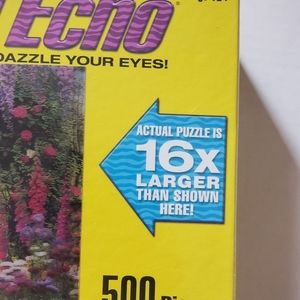 Echo
DAZZLE YOUR EYES!
ACTUAL PUZZLE IS
16X
LARGER
THAN SHOWN
HERE!
500